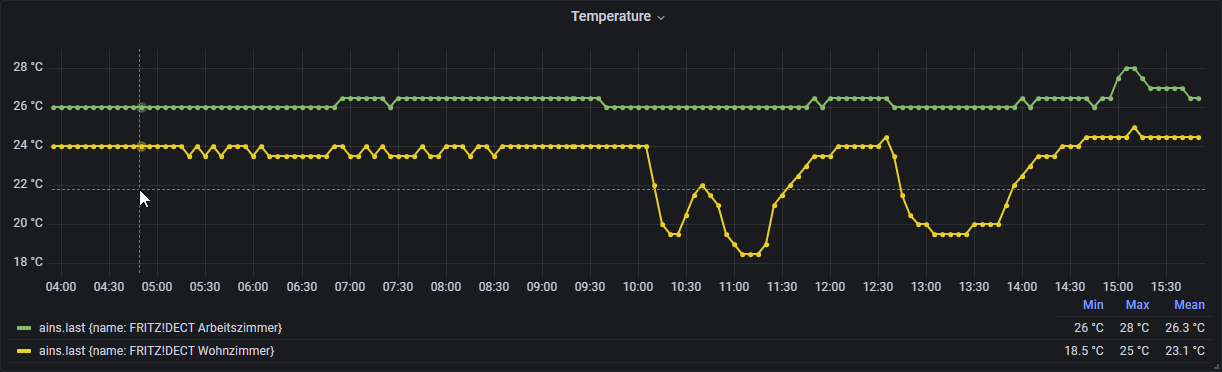 Temperature
28 °C
26 °C
24 °C
22 °C
20 °C
18 °C
04:00 04:30 05:00 05:30 06:00 06:30 07:00 07:30 08:00 08:30 09:00 09:30 10:00 10:30 11:00 11:30 12:00 12:30 13:00 13:30 14:00 14:30 15:00 15:30
Min Max Mean
ains.last {name: FRITZ!DECT Arbeitszimmer} 26 °C 28 °C 26.3 °C
ains.last {name: FRITZ!DECT Wohnzimmer} 18.5 °C 25 °C 23.1 °C